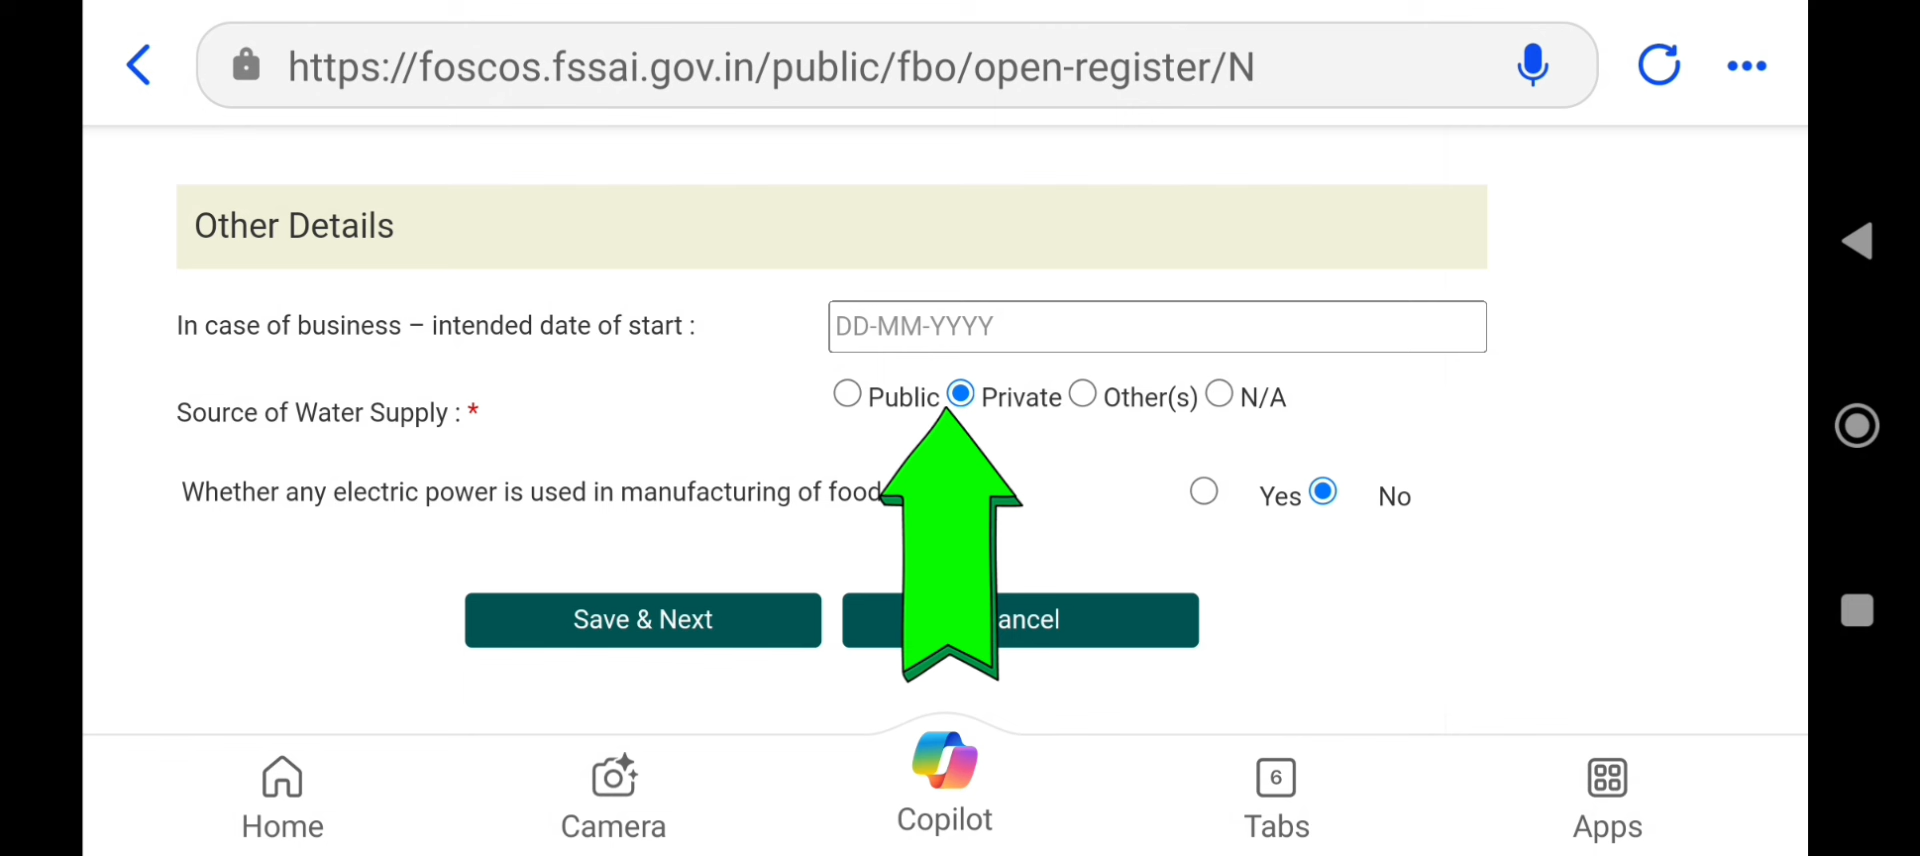 https://foscos.fssai.gov.in/public/fbo/open-register/N
Other Details
In case of business – intended date of start :
DD-MM-YYYY
Source of Water Supply : *
Public Private Other(s) N/A
Whether any electric power is used in manufacturing of food
Yes No
Save & Next
ancel
Home
Camera
Copilot
6
Tabs
Apps